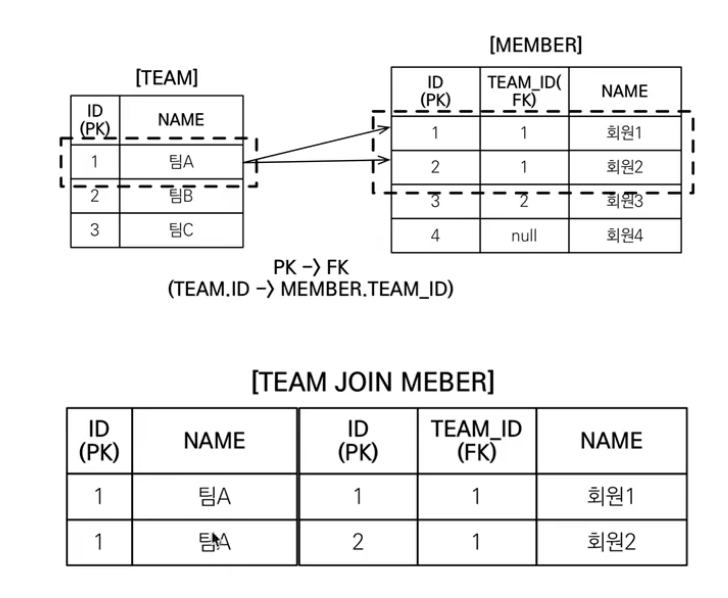 [TEAM]
ID
(PK)
NAME
1 팀A
2 팀B
3 팀C
[MEMBER]
ID
(PK)
TEAM_ID(
FK)
NAME
1 1 회원1
2 1 회원2
3 2 회원3
4 null 회원4
PK -> FK
(TEAM.ID -> MEMBER.TEAM_ID)
[TEAM JOIN MEBER]
ID
(PK)
NAME
ID
(PK)
TEAM_ID
(FK)
NAME
1 팀A 1 1 회원1
1 팀A 2 1 회원2